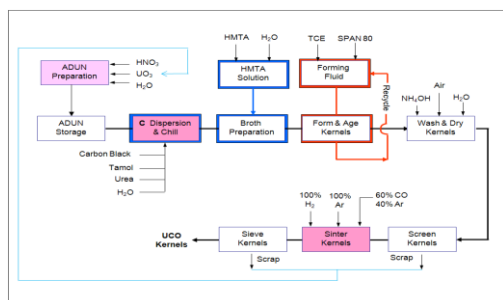 HMTA
H₂O
TCE
SPAN 80
ADUN
Preparation
HNO₃
UO₃
H₂O
HMTA
Solution
Forming
Fluid
Recycle
Air
NH₄OH
H₂O
ADUN
Storage
C Dispersion
& Chill
Broth
Preparation
Form & Age
Kernels
Wash & Dry
Kernels
Carbon Black
Tamol
Urea
H₂O
100%
H₂
100%
Ar
60% CO
40% Ar
UCO
Kernels
Sieve
Kernels
Sinter
Kernels
Screen
Kernels
Scrap
Scrap